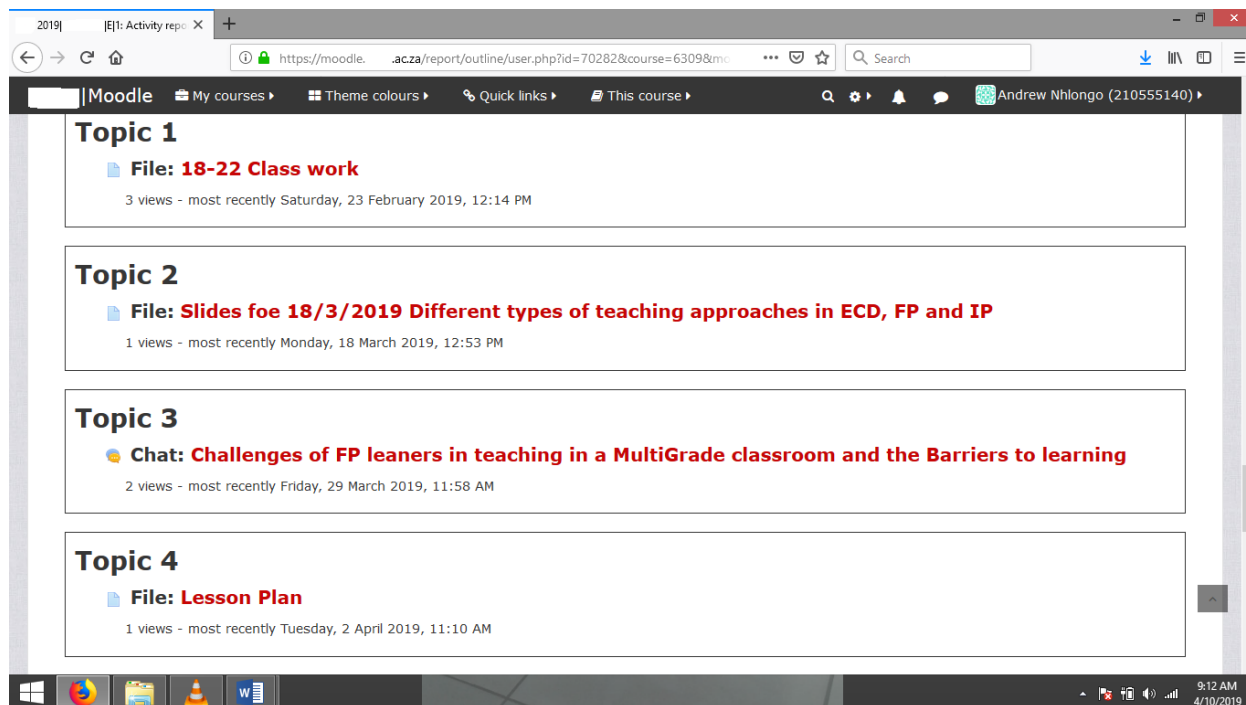 2019| |E|1: Activity repo
https://moodle. .ac.za/report/outline/user.php?id=70282&course=6309&mo
Search
|Moodle My courses Theme colours Quick links This course Andrew Nhlongo (210555140)
Topic 1
File: 18-22 Class work
3 views - most recently Saturday, 23 February 2019, 12:14 PM
Topic 2
File: Slides foe 18/3/2019 Different types of teaching approaches in ECD, FP and IP
1 views - most recently Monday, 18 March 2019, 12:53 PM
Topic 3
Chat: Challenges of FP leaners in teaching in a MultiGrade classroom and the Barriers to learning
2 views - most recently Friday, 29 March 2019, 11:58 AM
Topic 4
File: Lesson Plan
1 views - most recently Tuesday, 2 April 2019, 11:10 AM
9:12 AM
4/10/2019